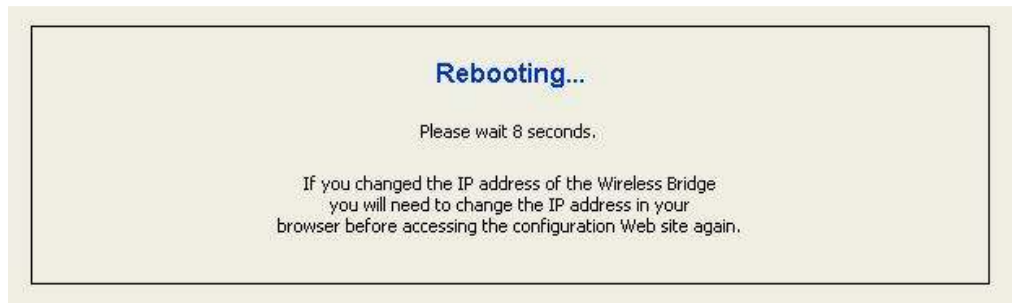 Rebooting...
Please wait 8 seconds.
If you changed the IP address of the Wireless Bridge
you will need to change the IP address in your
browser before accessing the configuration Web site again.